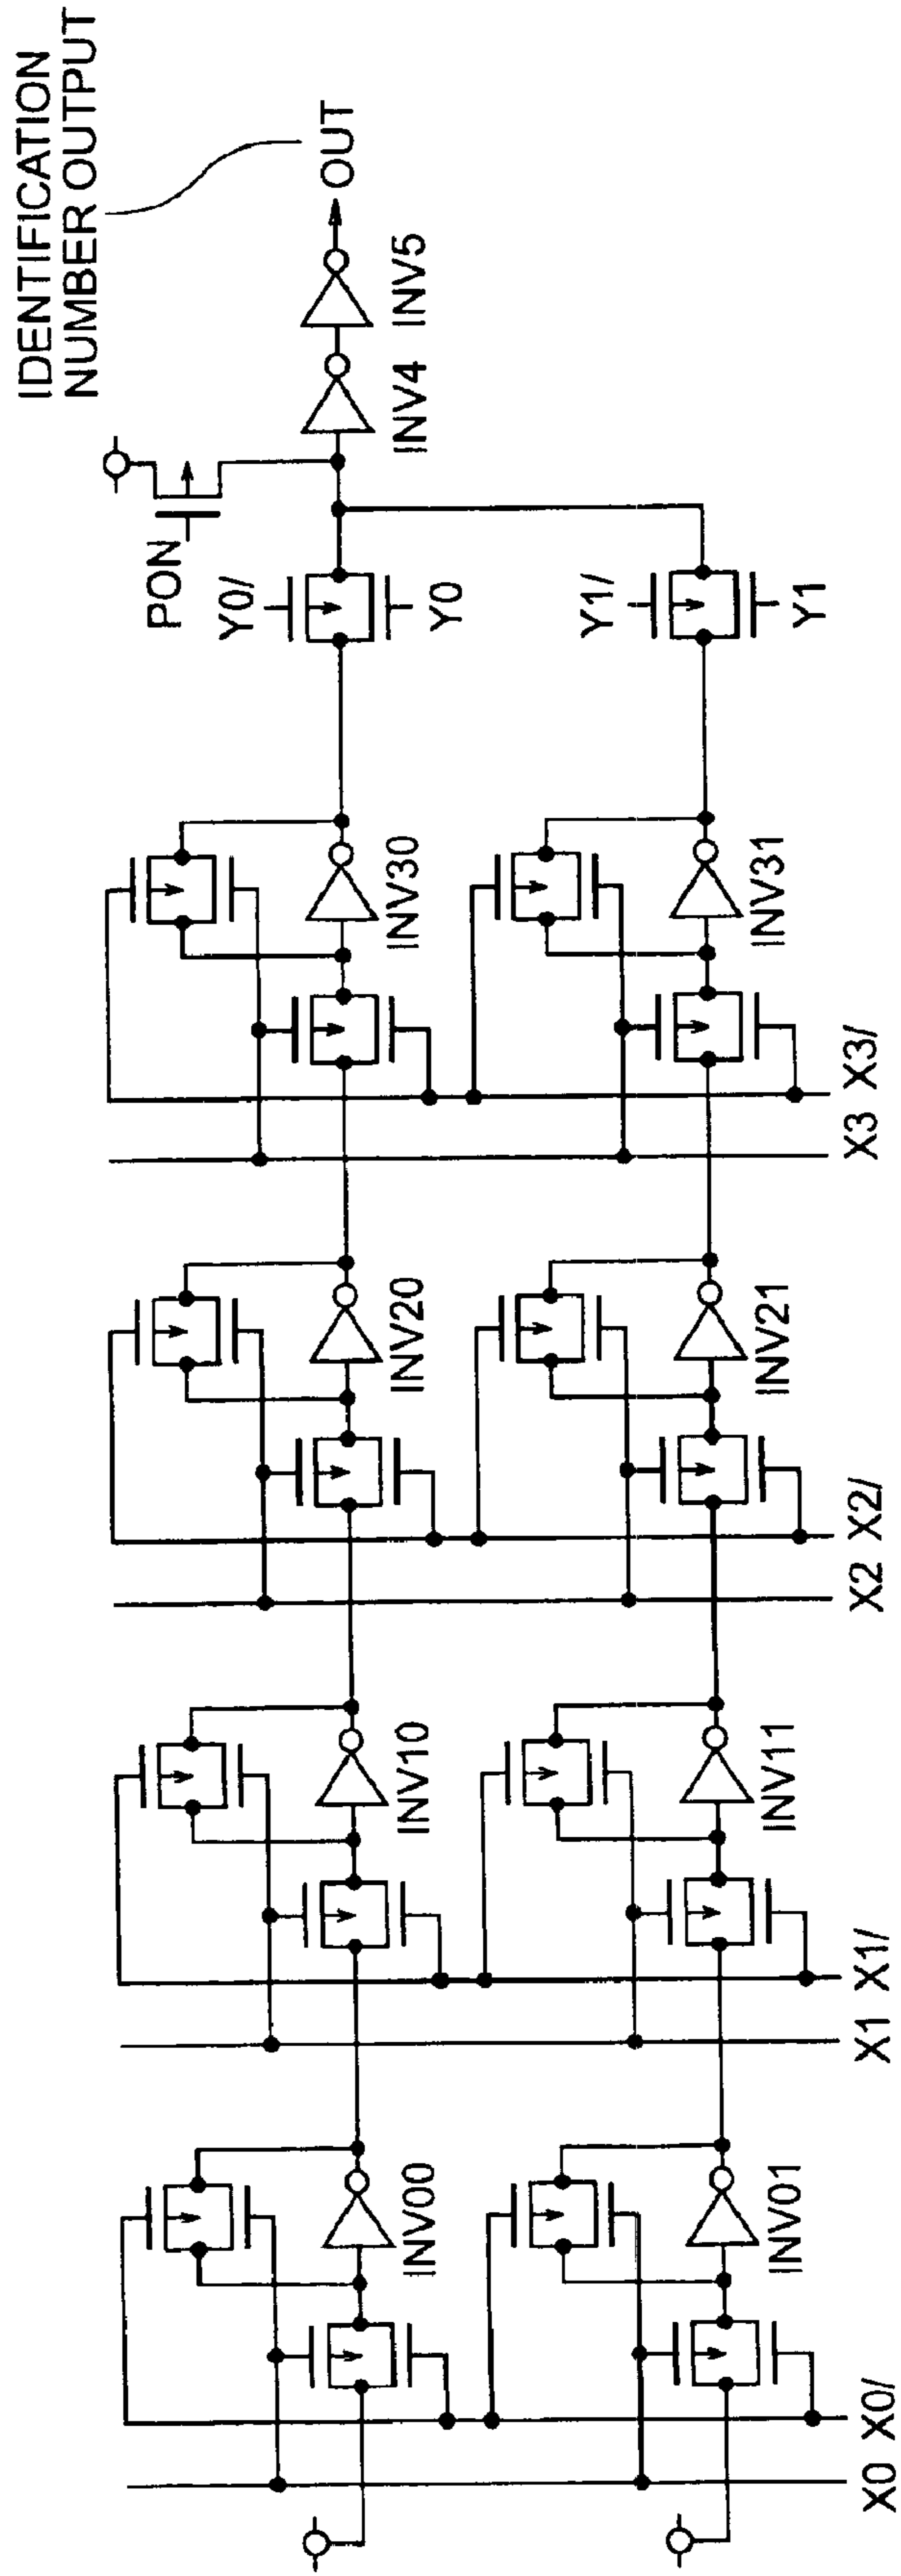 IDENTIFICATION
NUMBER OUTPUT
PON
Y0/
OUT
INV00
INV10
INV20
INV30
Y0
INV4
INV5
Y1/
INV01
INV11
INV21
INV31
Y1
X0 X0/
X1 X1/
X2 X2/
X3 X3/